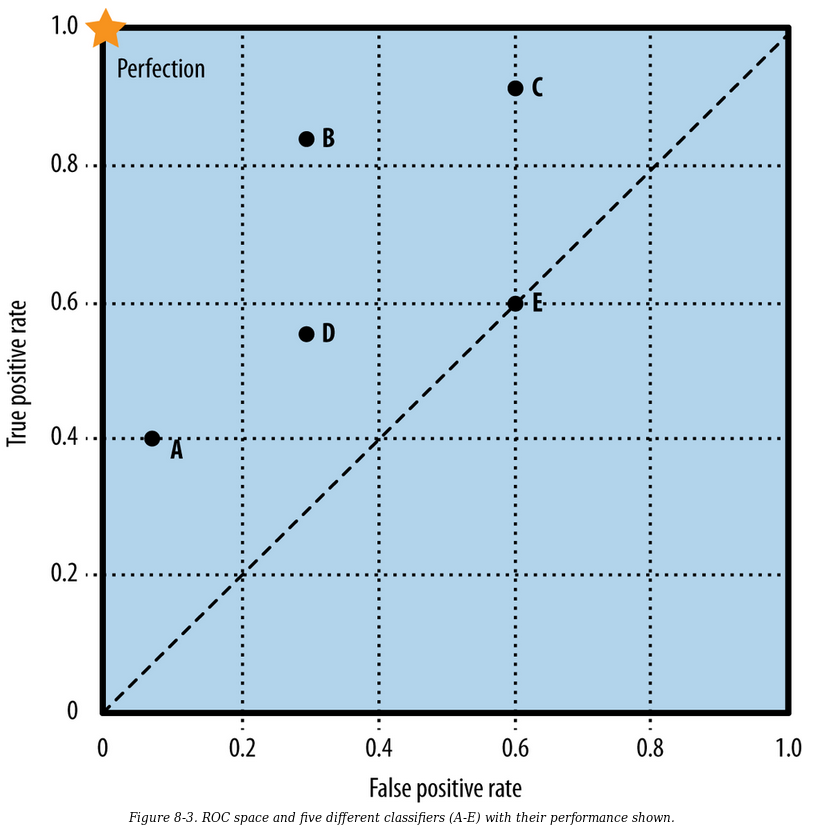 1.0
Perfection
C
B
0.8
0.6
E
D
True positive rate
0.4
A
0.2
0
0 0.2 0.4 0.6 0.8 1.0
False positive rate
Figure 8-3. ROC space and five different classifiers (A-E) with their performance shown.